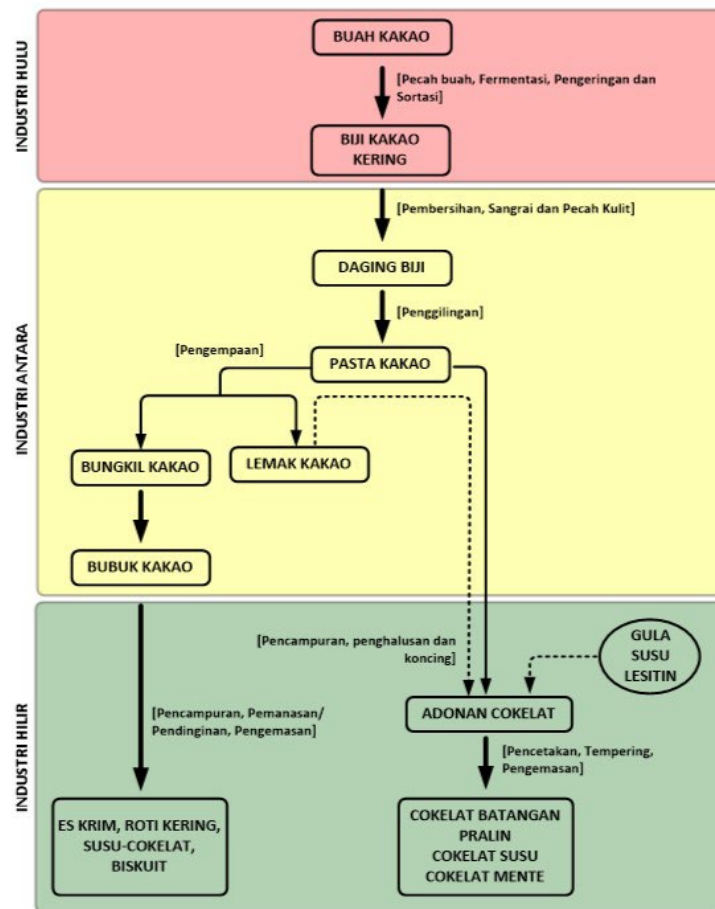 INDUSTRI HULU
BUAH KAKAO
[Pecah buah, Fermentasi, Pengeringan dan
Sortasi]
BIJI KAKAO
KERING
INDUSTRI ANTARA
[Pembersihan, Sangrai dan Pecah Kulit]
DAGING BIJI
[Penggilingan]
[Pengempaan]
PASTA KAKAO
BUNGKIL KAKAO
LEMAK KAKAO
BUBUK KAKAO
INDUSTRI HILIR
[Pencampuran, penghalusan dan
koncing]
GULA
SUSU
LESITIN
ADONAN COKELAT
[Pencampuran, Pemanasan/
Pendinginan, Pengemasan]
[Pencetakan, Tempering,
Pengemasan]
ES KRIM, ROTI KERING,
SUSU-COKELAT,
BISKUIT
COKELAT BATANGAN
PRALIN
COKELAT SUSU
COKELAT MENTE